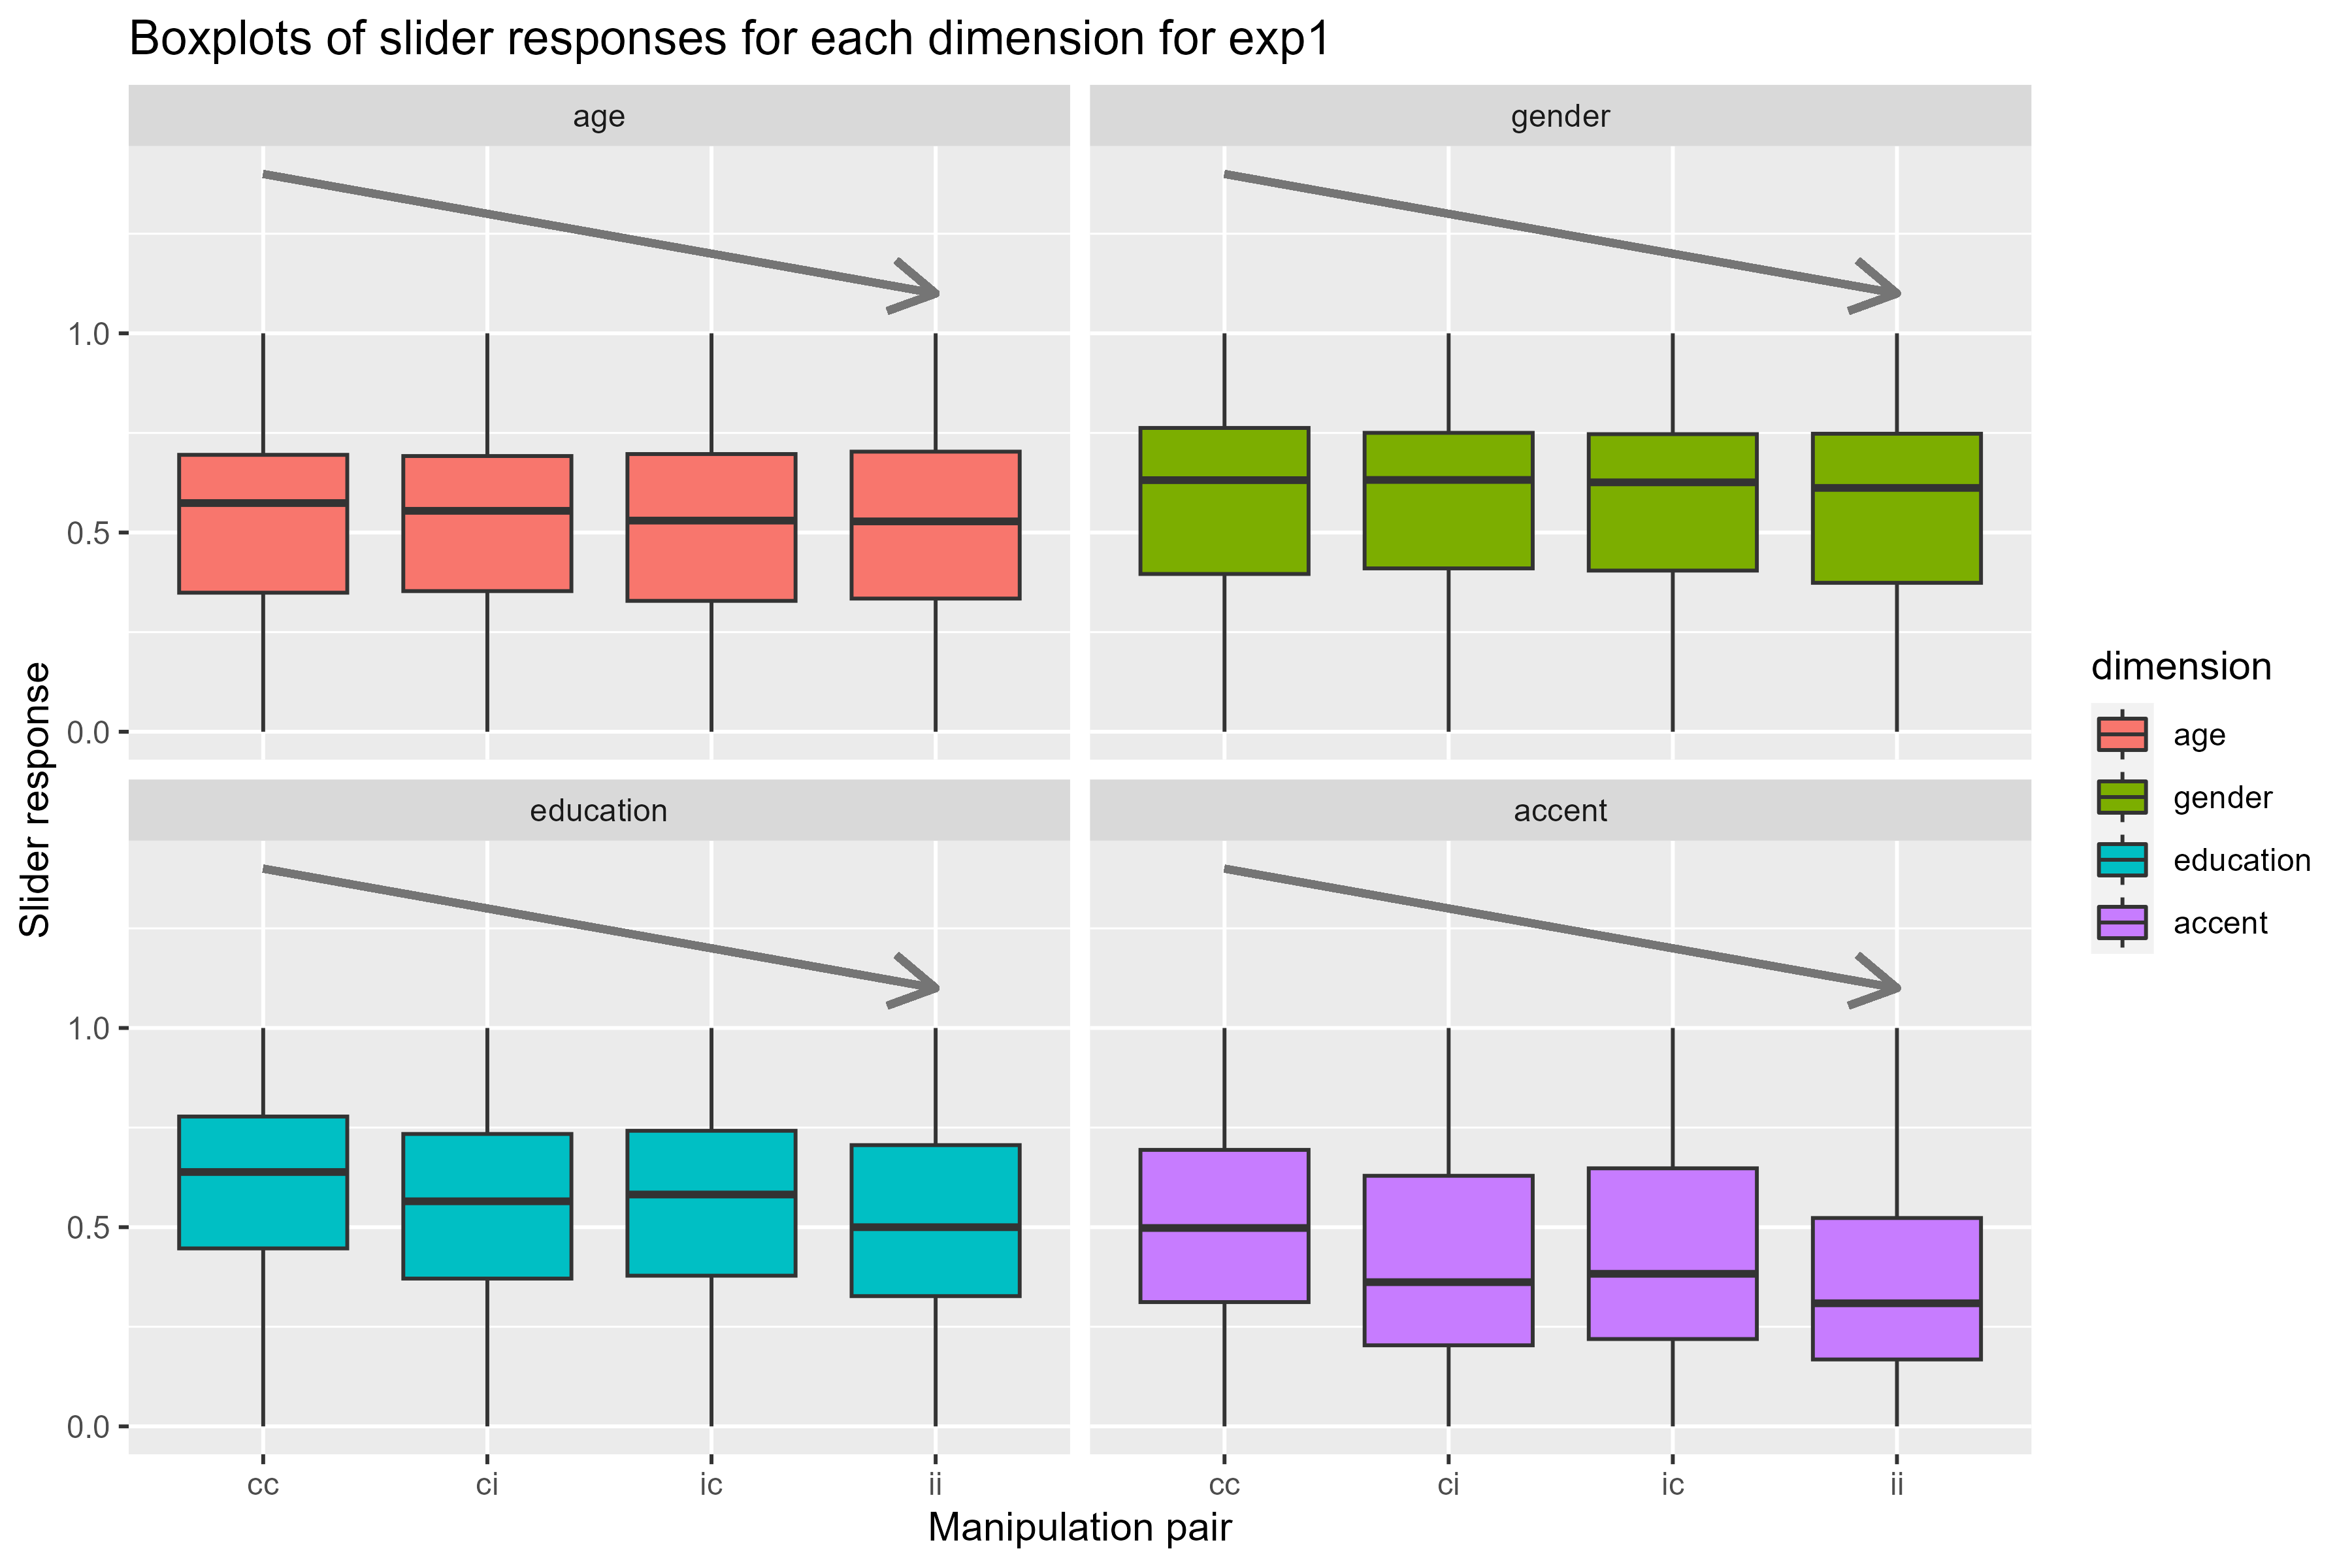 Boxplots of slider responses for each dimension for exp1
age
gender
1.0
0.5
0.0
education
accent
1.0
0.5
0.0
cc ci ic ii
cc ci ic ii
Manipulation pair
Slider response
dimension
age
gender
education
accent